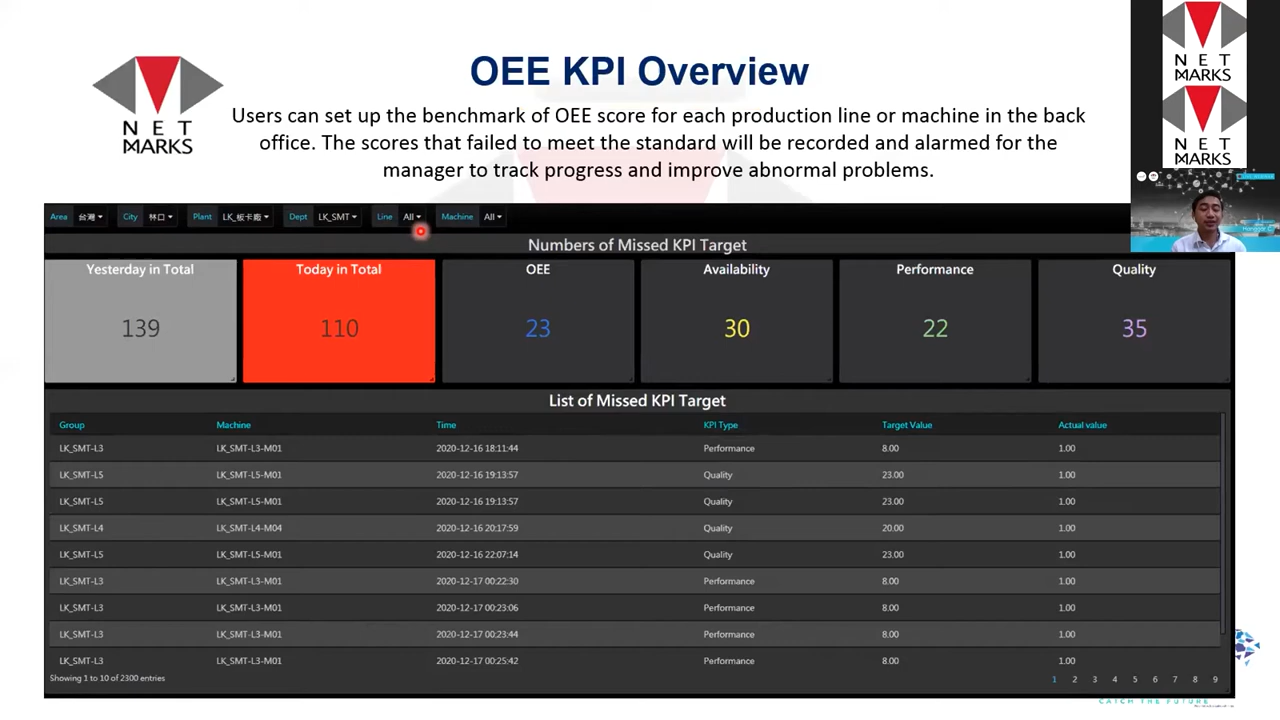 OEE KPI Overview
Users can set up the benchmark of OEE score for each production line or machine in the back
office. The scores that failed to meet the standard will be recorded and alarmed for the
manager to track progress and improve abnormal problems.
NET
MARKS
NET
MARKS
NET
MARKS
Area 台灣 City 林口 Plant LK_板卡廠 Dept LK_SMT Line All Machine All
Numbers of Missed KPI Target
Yesterday in Total Today in Total OEE Availability Performance Quality
139 110 23 30 22 35
List of Missed KPI Target
Group Machine Time KPI Type Target Value Actual value
LK_SMT-L3 LK_SMT-L3-M01 2020-12-16 18:11:44 Performance 8.00 1.00
LK_SMT-L5 LK_SMT-L5-M01 2020-12-16 19:13:57 Quality 23.00 1.00
LK_SMT-L5 LK_SMT-L5-M01 2020-12-16 19:13:57 Quality 23.00 1.00
LK_SMT-L4 LK_SMT-L4-M04 2020-12-16 20:17:59 Quality 20.00 1.00
LK_SMT-L5 LK_SMT-L5-M01 2020-12-16 22:07:14 Quality 23.00 1.00
LK_SMT-L3 LK_SMT-L3-M01 2020-12-17 00:22:30 Performance 8.00 1.00
LK_SMT-L3 LK_SMT-L3-M01 2020-12-17 00:23:06 Performance 8.00 1.00
LK_SMT-L3 LK_SMT-L3-M01 2020-12-17 00:23:44 Performance 8.00 1.00
LK_SMT-L3 LK_SMT-L3-M01 2020-12-17 00:25:42 Performance 8.00 1.00
Showing 1 to 10 of 2300 entries 1 2 3 4 5 6 7 8 9
CATCH THE FUTURE